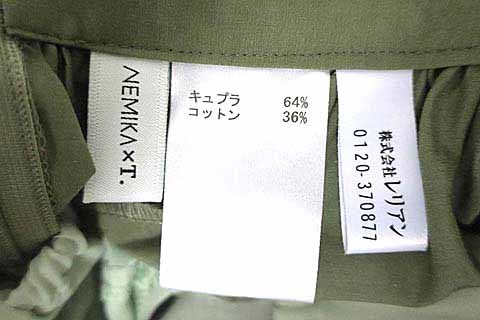 NEMIKA×T.
キュプラ 64%
コットン 36%
株式会社 レリアン
0120-370877